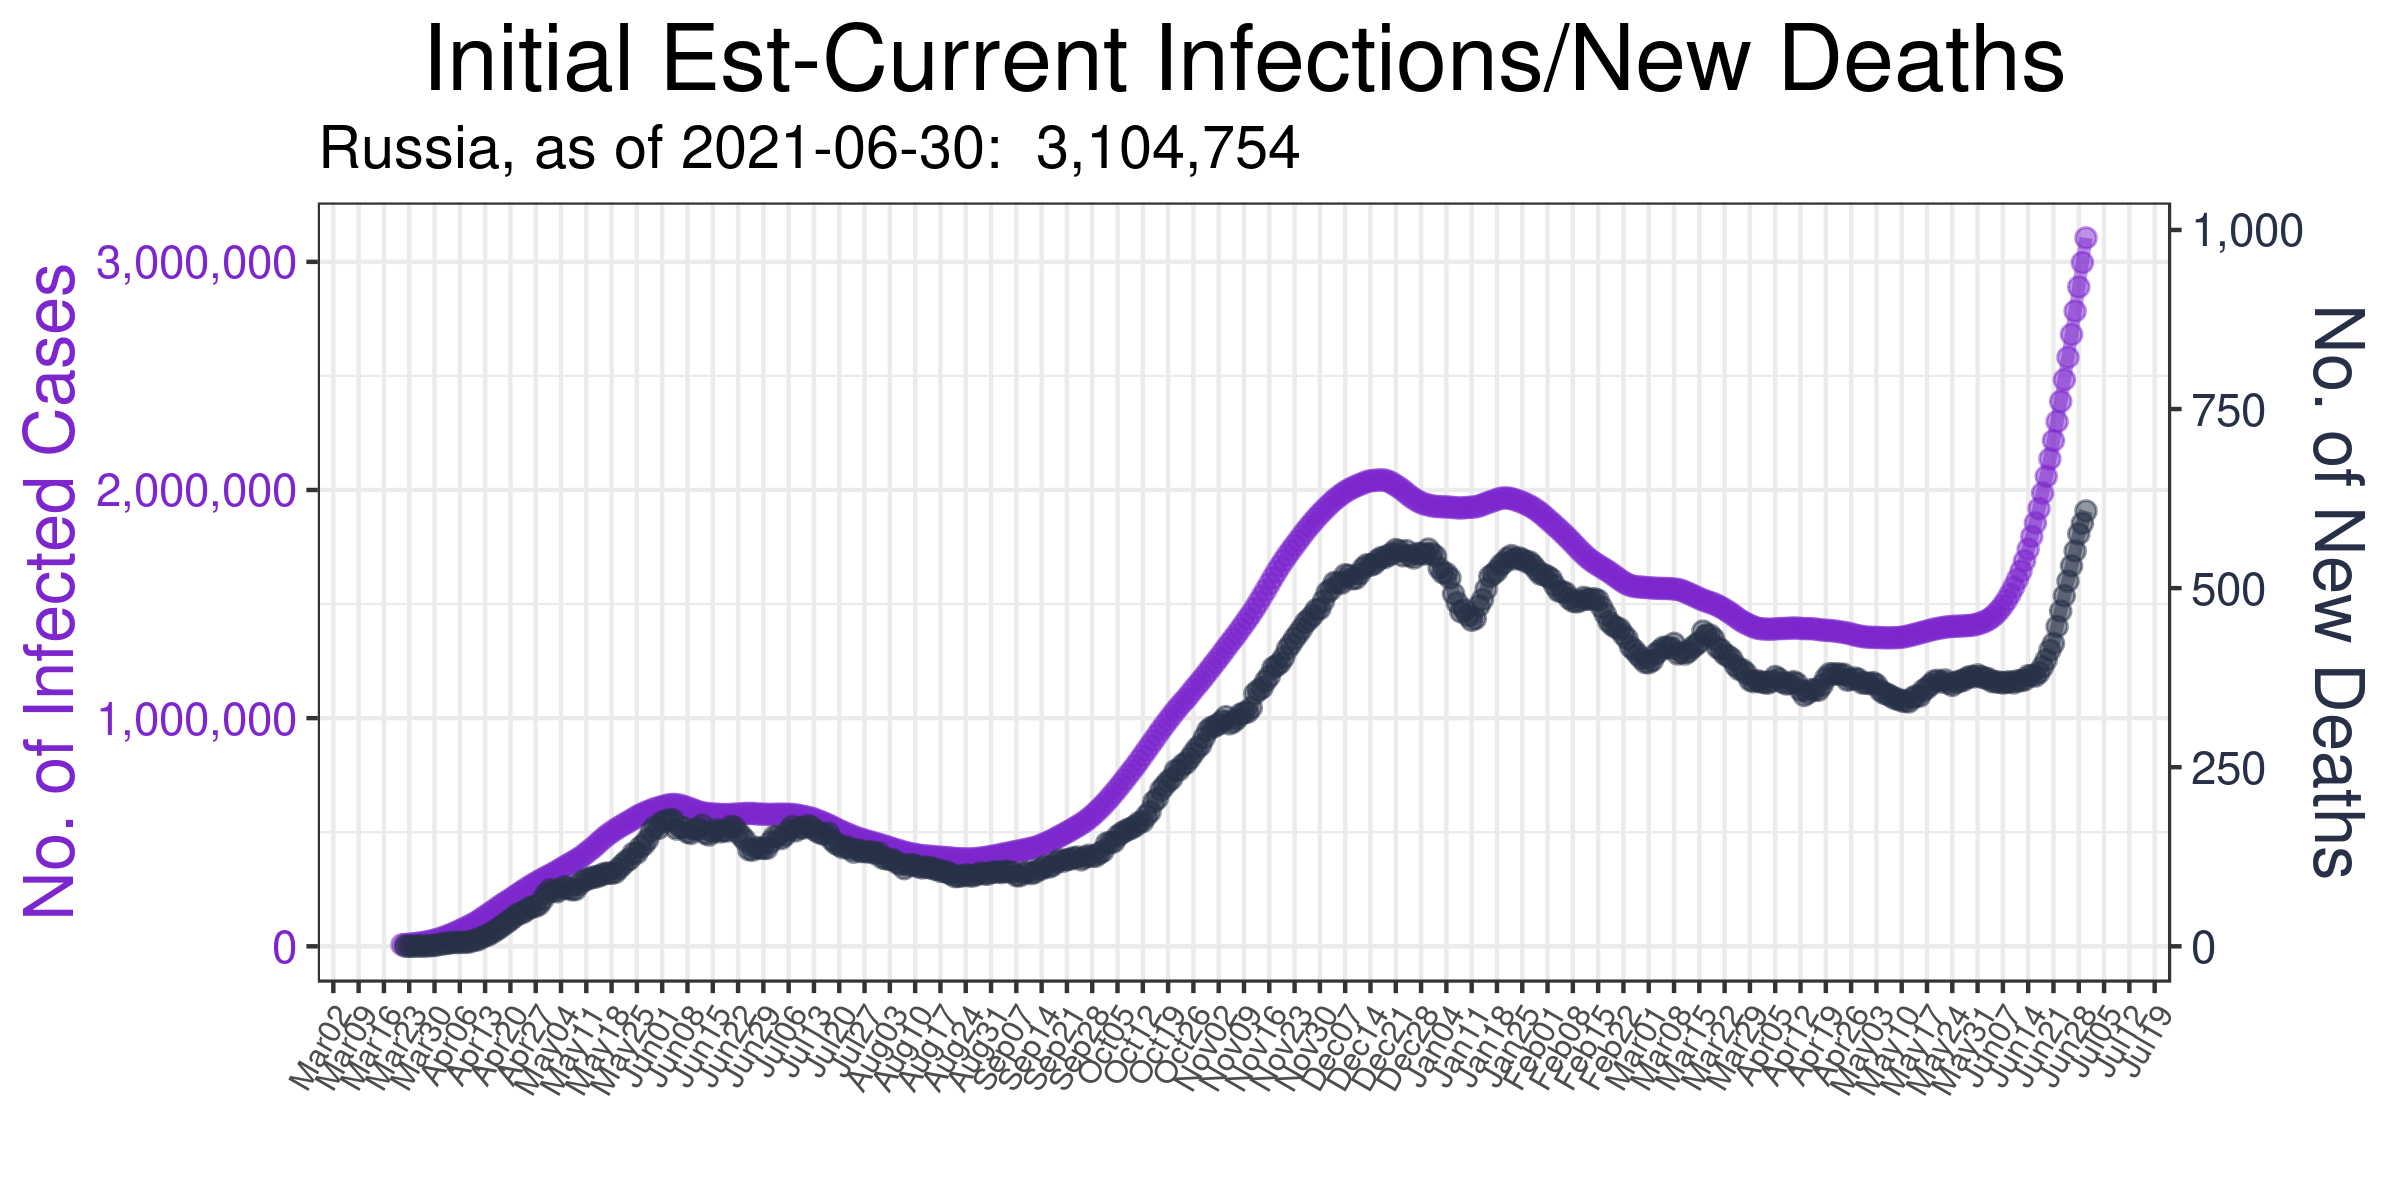 Initial Est-Current Infections/New Deaths
Russia, as of 2021-06-30: 3,104,754
No. of Infected Cases
3,000,000
2,000,000
1,000,000
0
1,000
750
500
250
0
No. of New Deaths
Mar02
Mar09
Mar16
Mar23
Mar30
Apr06
Apr13
Apr20
Apr27
May04
May11
May18
May25
Jun01
Jun08
Jun15
Jun22
Jun29
Jul06
Jul13
Jul20
Jul27
Aug03
Aug10
Aug17
Aug24
Aug31
Sep07
Sep14
Sep21
Sep28
Oct05
Oct12
Oct19
Oct26
Nov02
Nov09
Nov16
Nov23
Nov30
Dec07
Dec14
Dec21
Dec28
Jan04
Jan11
Jan18
Jan25
Feb01
Feb08
Feb15
Feb22
Mar01
Mar08
Mar15
Mar22
Mar29
Apr05
Apr12
Apr19
Apr26
May03
May10
May17
May24
May31
Jun07
Jun14
Jun21
Jun28
Jul05
Jul12
Jul19